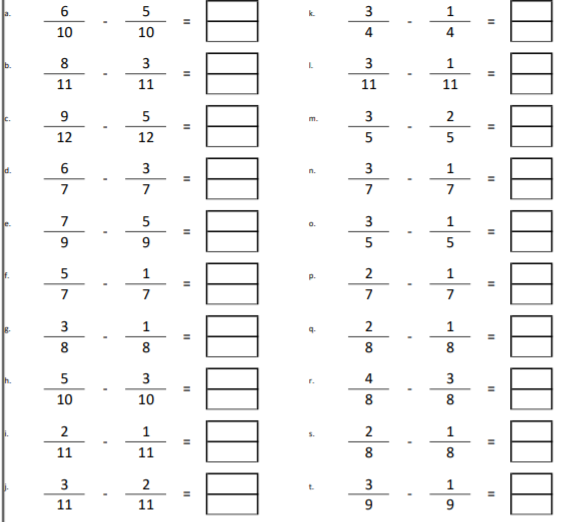 a. 6/10 - 5/10 =
b. 8/11 - 3/11 =
c. 9/12 - 5/12 =
d. 6/7 - 3/7 =
e. 7/9 - 5/9 =
f. 5/7 - 1/7 =
g. 3/8 - 1/8 =
h. 5/10 - 3/10 =
i. 2/11 - 1/11 =
j. 3/11 - 2/11 =
k. 3/4 - 1/4 =
l. 3/11 - 1/11 =
m. 3/5 - 2/5 =
n. 3/7 - 1/7 =
o. 3/5 - 1/5 =
p. 2/7 - 1/7 =
q. 2/8 - 1/8 =
r. 4/8 - 3/8 =
s. 2/8 - 1/8 =
t. 3/9 - 1/9 =